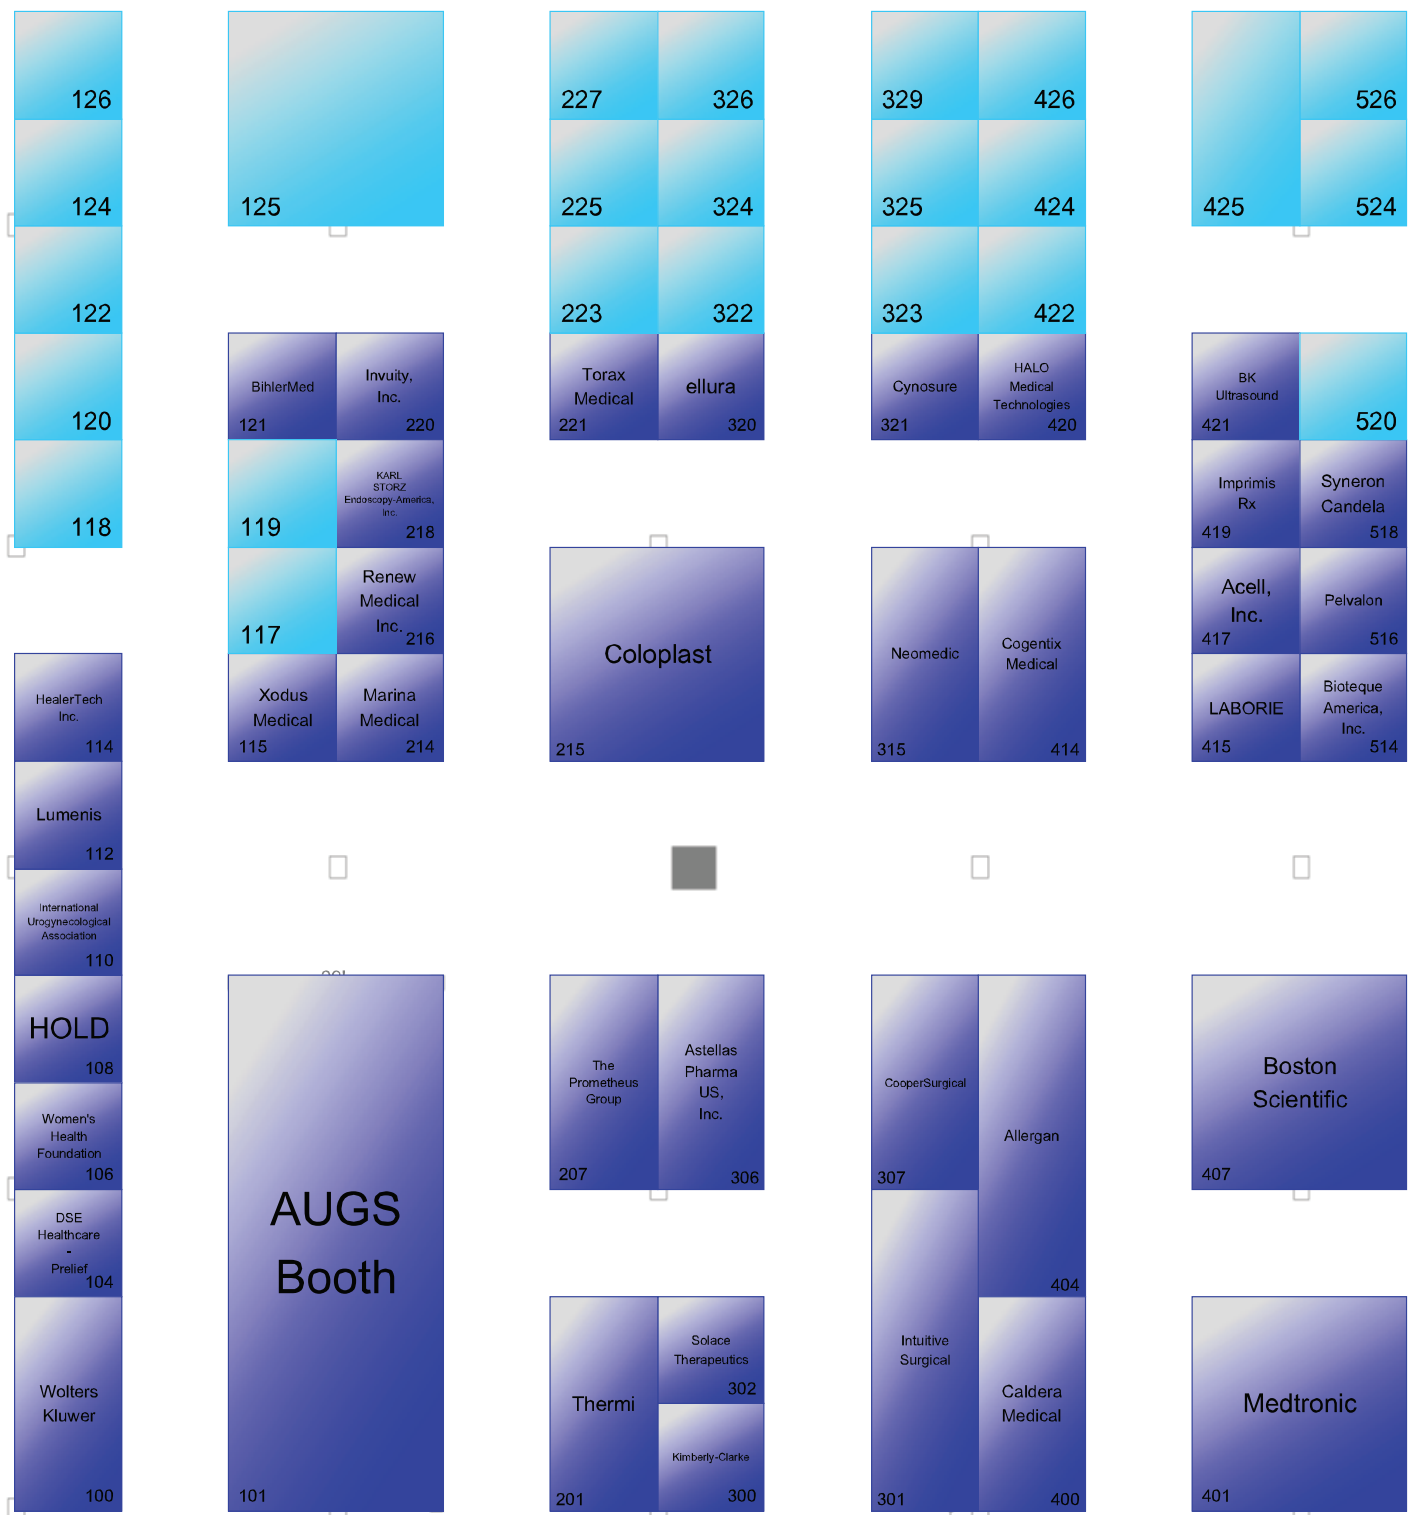 126
125
227
326
329
426
526
124
225
324
325
424
425
524
122
223
322
323
422
120
BihlerMed
121
Invuity,
Inc.
220
Torax
Medical
221
ellura
320
Cynosure
321
HALO
Medical
Technologies
420
BK
Ultrasound
421
520
118
119
KARL
STORZ
Endoscopy-America,
Inc.
218
Imprimis
Rx
419
Syneron
Candela
518
117
Renew
Medical
Inc.
216
Coloplast
215
Neomedic
315
Cogentix
Medical
414
Acell,
Inc.
417
Pelvalon
516
HealerTech
Inc.
114
Xodus
Medical
115
Marina
Medical
214
LABORIE
415
Bioteque
America,
Inc.
514
Lumenis
112
International
Urogynecological
Association
110
HOLD
108
Women's
Health
Foundation
106
DSE
Healthcare
-
Prelief
104
Wolters
Kluwer
100
AUGS
Booth
101
The
Prometheus
Group
207
Astellas
Pharma
US,
Inc.
306
CooperSurgical
307
Allergan
404
Boston
Scientific
407
Thermi
201
Solace
Therapeutics
302
Kimberly-Clarke
300
Intuitive
Surgical
301
Caldera
Medical
400
Medtronic
401